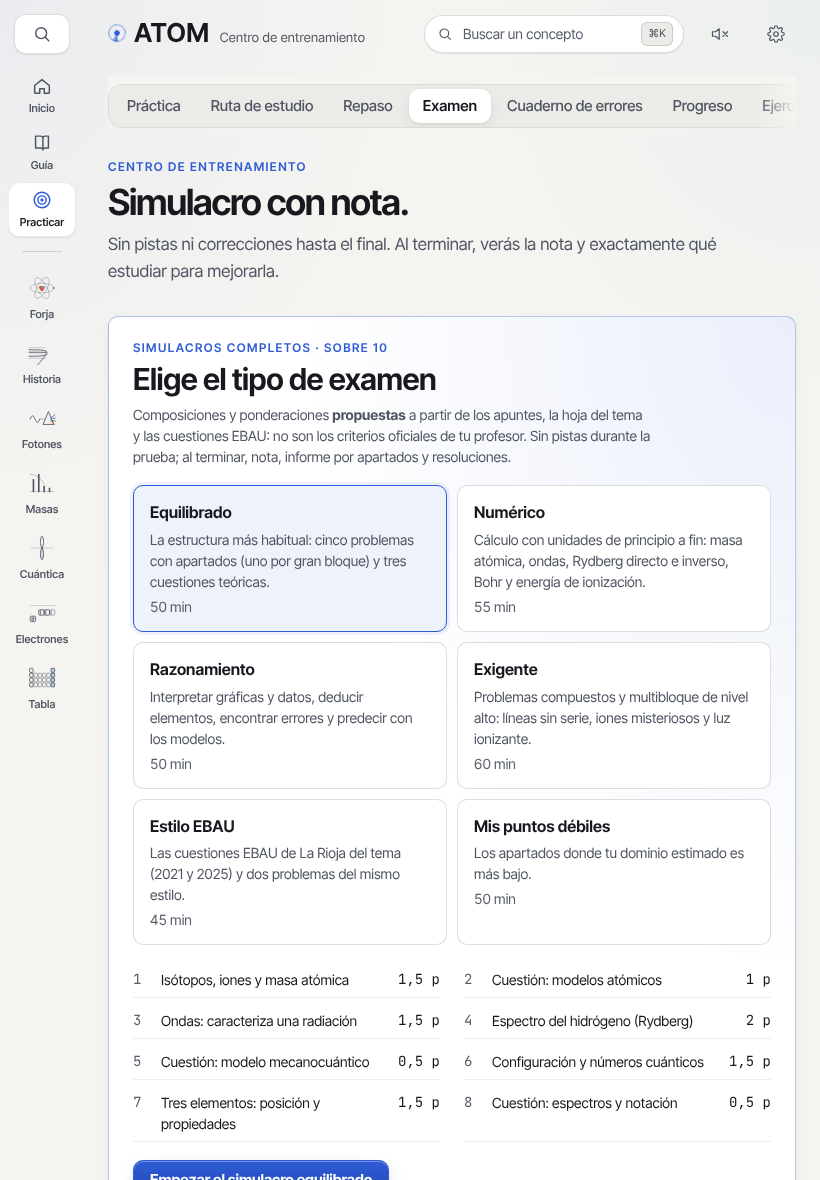 ATOM Centro de entrenamiento
Buscar un concepto
⌘K
Inicio
Guía
Practicar
Forja
Historia
Fotones
Masas
Cuántica
Electrones
Tabla
Práctica
Ruta de estudio
Repaso
Examen
Cuaderno de errores
Progreso
CENTRO DE ENTRENAMIENTO
Simulacro con nota.
Sin pistas ni correcciones hasta el final. Al terminar, verás la nota y exactamente qué
estudiar para mejorarla.
SIMULACROS COMPLETOS · SOBRE 10
Elige el tipo de examen
Composiciones y ponderaciones propuestas a partir de los apuntes, la hoja del tema
y las cuestiones EBAU: no son los criterios oficiales de tu profesor. Sin pistas durante la
prueba; al terminar, nota, informe por apartados y resoluciones.
Equilibrado
La estructura más habitual: cinco problemas
con apartados (uno por gran bloque) y tres
cuestiones teóricas.
50 min
Numérico
Cálculo con unidades de principio a fin: masa
atómica, ondas, Rydberg directo e inverso,
Bohr y energía de ionización.
55 min
Razonamiento
Interpretar gráficas y datos, deducir
elementos, encontrar errores y predecir con
los modelos.
50 min
Exigente
Problemas compuestos y multibloque de nivel
alto: líneas sin serie, iones misteriosos y luz
ionizante.
60 min
Estilo EBAU
Las cuestiones EBAU de La Rioja del tema
(2021 y 2025) y dos problemas del mismo
estilo.
45 min
Mis puntos débiles
Los apartados donde tu dominio estimado es
más bajo.
50 min
1 Isótopos, iones y masa atómica 1,5 p
2 Cuestión: modelos atómicos 1 p
3 Ondas: caracteriza una radiación 1,5 p
4 Espectro del hidrógeno (Rydberg) 2 p
5 Cuestión: modelo mecanocuántico 0,5 p
6 Configuración y números cuánticos 1,5 p
7 Tres elementos: posición y
propiedades 1,5 p
8 Cuestión: espectros y notación 0,5 p
Empezar el simulacro equilibrado